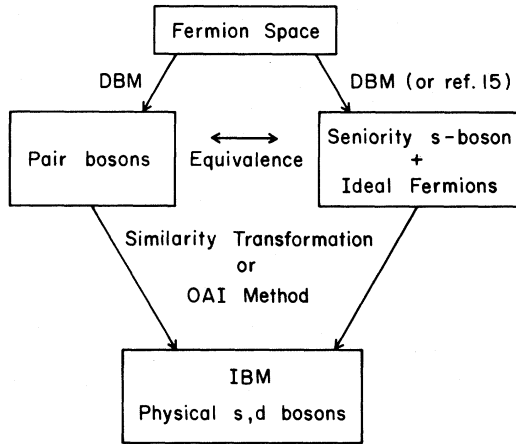 Fermion Space
DBM
DBM (or ref. 15)
Pair bosons
Equivalence
Seniority s-boson
+
Ideal Fermions
Similarity Transformation
or
OAI Method
IBM
Physical s,d bosons